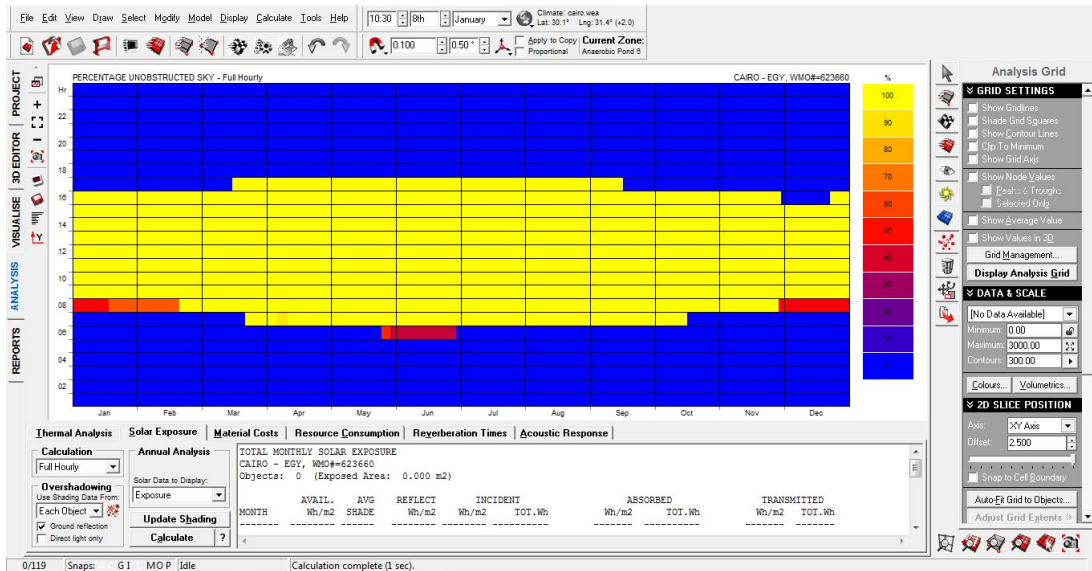 File Edit View Draw Select Modify Model Display Calculate Tools Help
10:30 8th January
Climate: cairo.wea
Lat: 30.1° Lng: 31.4° (+2.0)
0.100 0.50 °
Apply to Copy
Proportional
Current Zone:
Anaerobic Pond 6
PROJECT
3D EDITOR
VISUALISE
ANALYSIS
REPORTS
PERCENTAGE UNOBSTRUCTED SKY - Full Hourly
CAIRO - EGY, WMO#=623660
Hr
22
20
18
16
14
12
10
08
06
04
02
Jan Feb Mar Apr May Jun Jul Aug Sep Oct Nov Dec
%
100
90
80
70
60
50
40
30
20
10
0
Thermal Analysis Solar Exposure Material Costs Resource Consumption Reverberation Times Acoustic Response
Calculation
Full Hourly
Overshadowing
Use Shading Data From:
Each Object
Ground reflection
Direct light only
Annual Analysis
Solar Data to Display:
Exposure
Update Shading
Calculate ?
TOTAL MONTHLY SOLAR EXPOSURE
CAIRO - EGY, WMO#=623660
Objects: 0 (Exposed Area: 0.000 m2)
AVAIL. AVG REFLECT INCIDENT ABSORBED TRANSMITTED
MONTH Wh/m2 SHADE Wh/m2 Wh/m2 TOT.Wh Wh/m2 TOT.Wh Wh/m2 TOT.Wh
Analysis Grid
GRID SETTINGS
Show Gridlines
Shade Grid Squares
Show Contour Lines
Clip To Minimum
Show Grid Axis
Show Node Values
Peaks & Troughs
Selected Only
Show Average Value
Show Values in 3D
Grid Management...
Display Analysis Grid
DATA & SCALE
[No Data Available]
Minimum: 0.00
Maximum: 3000.00
Contours: 300.00
Colours... Volumetrics...
2D SLICE POSITION
Axis: XY Axis
Offset: 2.500
Snap to Cell Boundary
Auto-Fit Grid to Objects...
Adjust Grid Extents
0/119 Snaps: G I M O P Idle Calculation complete (1 sec).